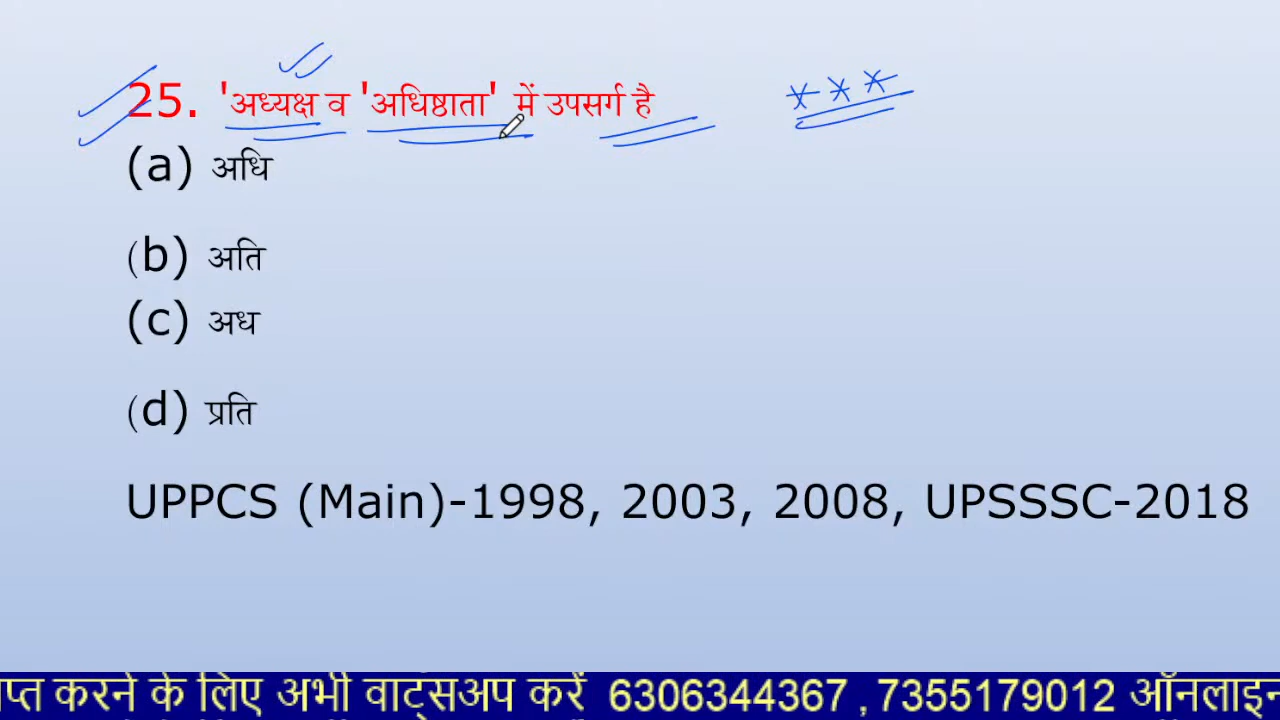 25. 'अध्यक्ष व 'अधिष्ठाता' में उपसर्ग है ***
(a) अधि
(b) अति
(c) अध
(d) प्रति
UPPCS (Main)-1998, 2003, 2008, UPSSSC-2018
प्त करने के लिए अभी वाट्सअप करें 6306344367 , 7355179012 ऑनलाइन